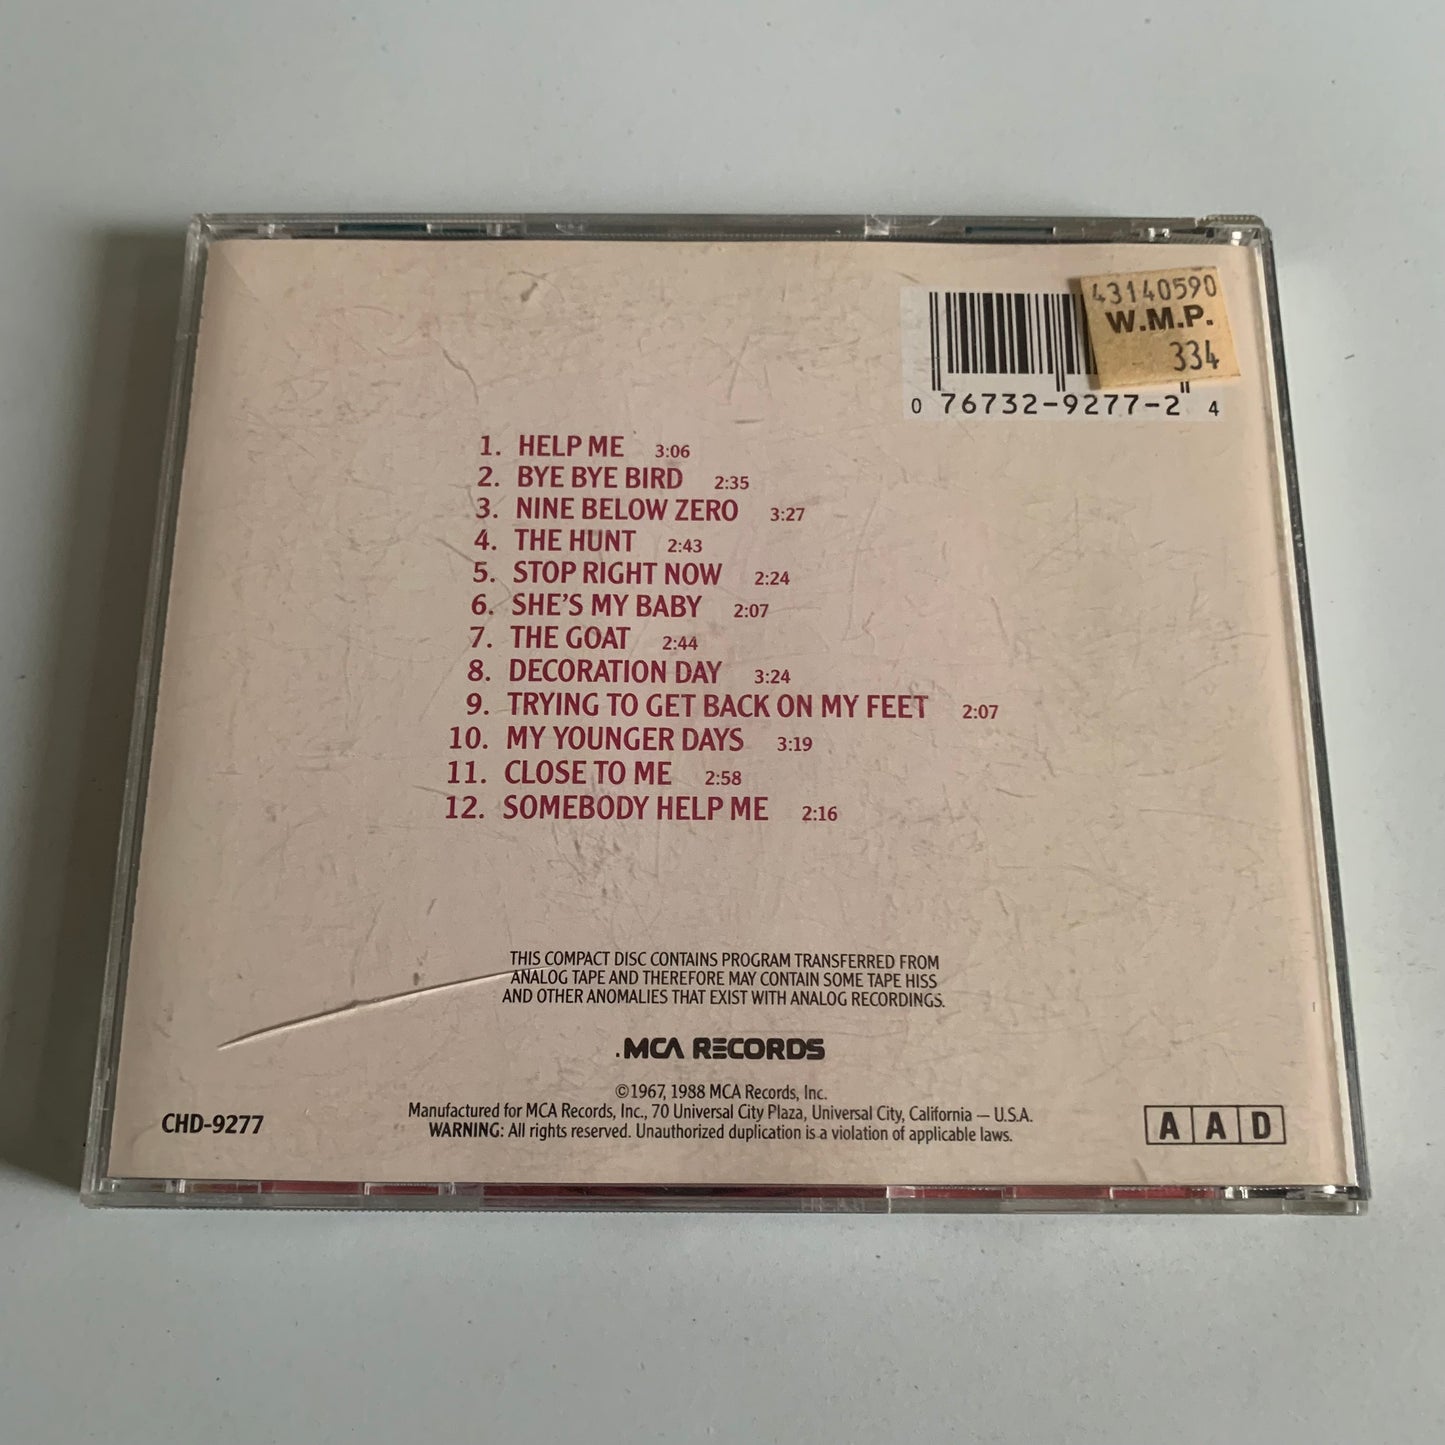 43140590
W.M.P.
334
0 76732-9277-2 4
1. HELP ME 3:06
2. BYE BYE BIRD 2:35
3. NINE BELOW ZERO 3:27
4. THE HUNT 2:43
5. STOP RIGHT NOW 2:24
6. SHE'S MY BABY 2:07
7. THE GOAT 2:44
8. DECORATION DAY 3:24
9. TRYING TO GET BACK ON MY FEET 2:07
10. MY YOUNGER DAYS 3:19
11. CLOSE TO ME 2:58
12. SOMEBODY HELP ME 2:16
THIS COMPACT DISC CONTAINS PROGRAM TRANSFERRED FROM
ANALOG TAPE AND THEREFORE MAY CONTAIN SOME TAPE HISS
AND OTHER ANOMALIES THAT EXIST WITH ANALOG RECORDINGS.
.MCA RECORDS
©1967, 1988 MCA Records, Inc.
Manufactured for MCA Records, Inc., 70 Universal City Plaza, Universal City, California — U.S.A.
WARNING: All rights reserved. Unauthorized duplication is a violation of applicable laws.
CHD-9277
A A D